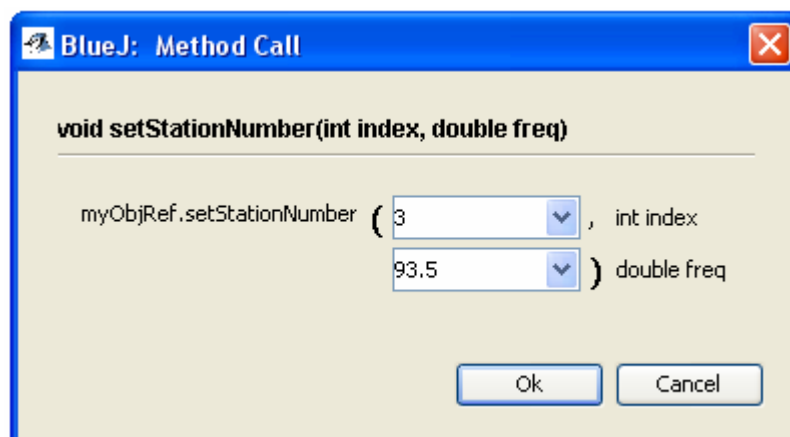 BlueJ: Method Call
void setStationNumber(int index, double freq)
myObjRef.setStationNumber ( 3 , int index
93.5 ) double freq
Ok Cancel